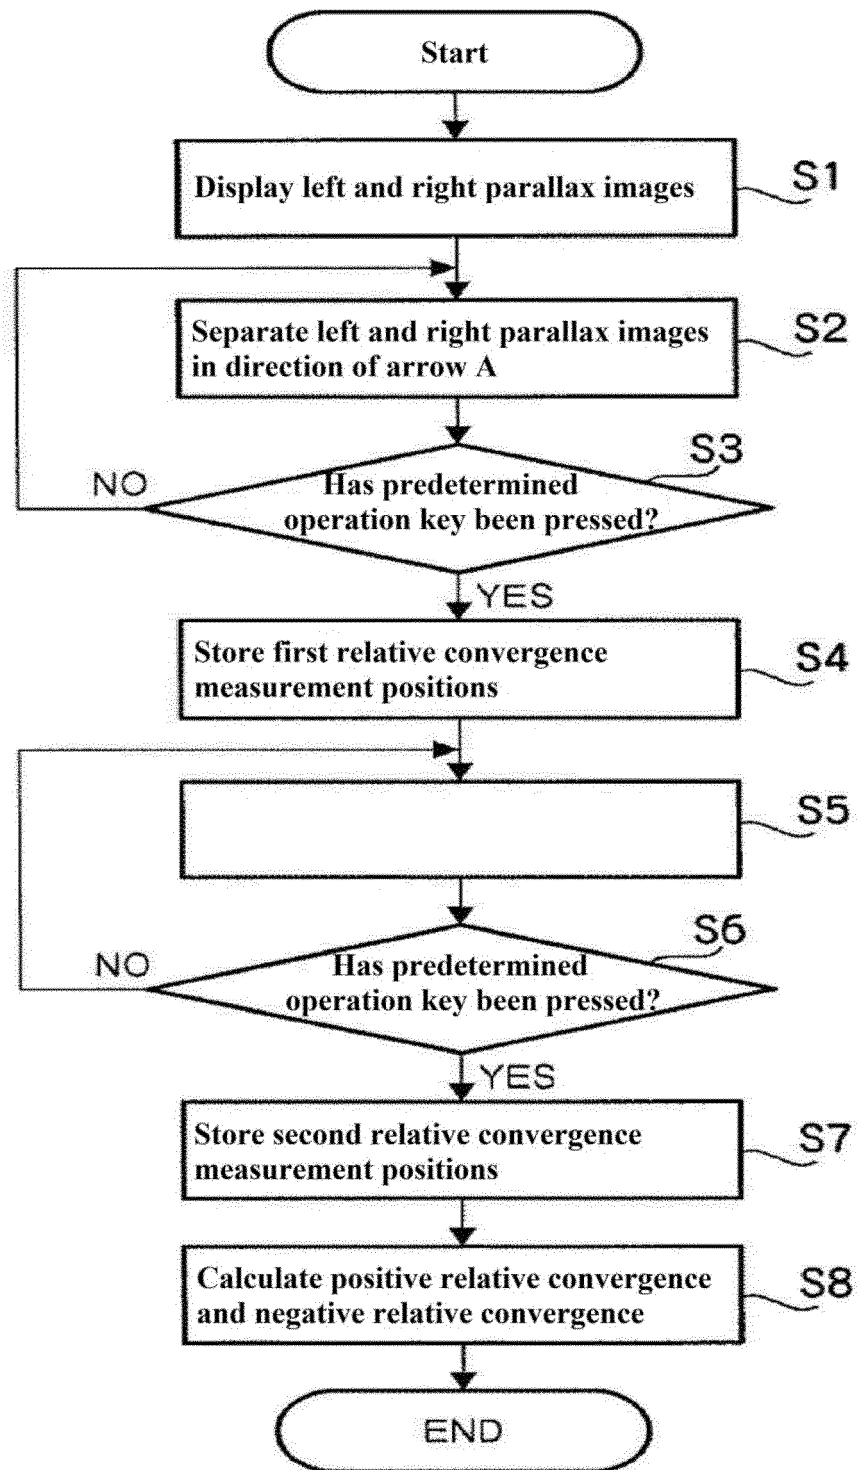 Start
Display left and right parallax images
S1
Separate left and right parallax images
in direction of arrow A
S2
Has predetermined
operation key been pressed?
S3
NO
YES
Store first relative convergence
measurement positions
S4
S5
Has predetermined
operation key been pressed?
S6
NO
YES
Store second relative convergence
measurement positions
S7
Calculate positive relative convergence
and negative relative convergence
S8
END